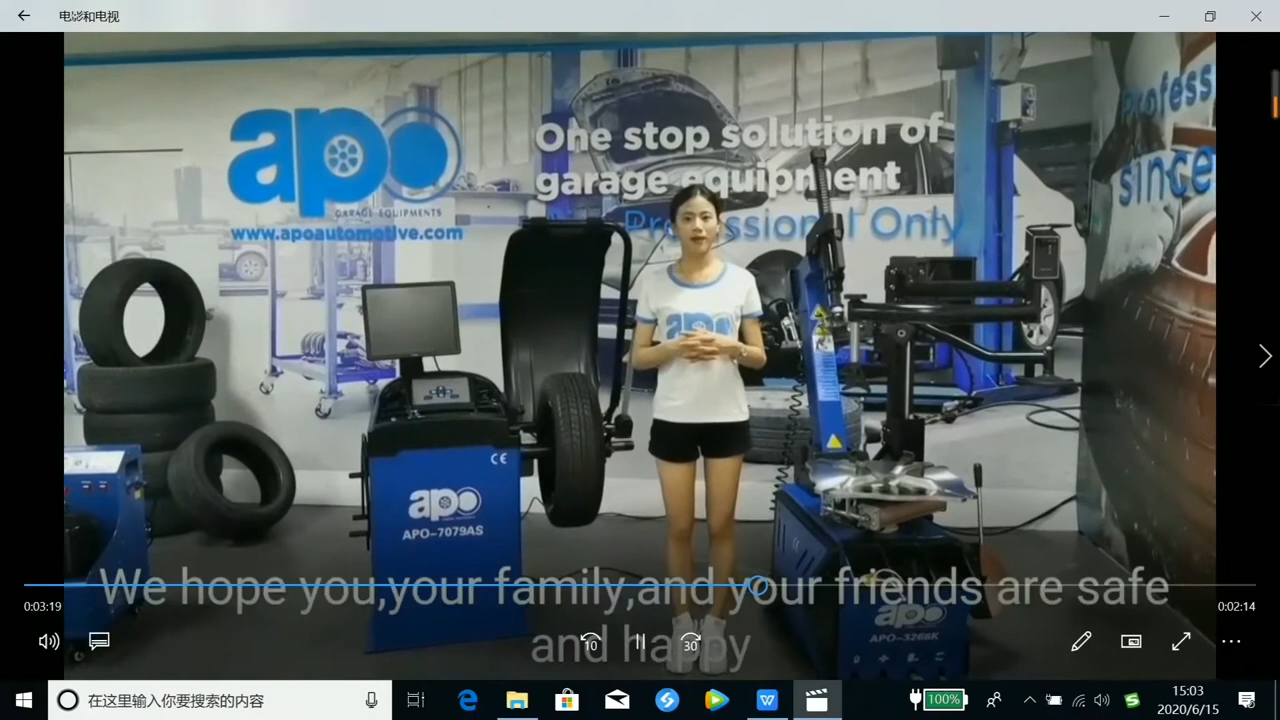 电影和电视
apo
GARAGE EQUIPMENTS
www.apoautomotive.com
One stop solution of
garage equipment
Professional Only
Profess
since
apo
CE
apo
APO-7079AS
apo
APO-3266K
We hope you,your family,and your friends are safe
and happy
0:03:19
0:02:14
10
30
在这里输入你要搜索的内容
100%
15:03
2020/6/15